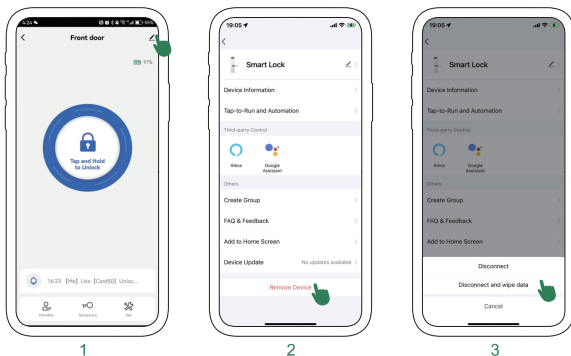 4:24
55%
Front door
97%
Tap and Hold
to Unlock
16:23 【Me】 Use 【Card50】 Unloc...
Member
Temporary
Set
1
19:05
Smart Lock
Device Information
Tap-to-Run and Automation
Third-party Control
Alexa
Google
Assistant
Others
Create Group
FAQ & Feedback
Add to Home Screen
Device Update
No updates available
Remove Device
2
19:05
Smart Lock
Device Information
Tap-to-Run and Automation
Third-party Control
Alexa
Google
Assistant
Others
Create Group
FAQ & Feedback
Add to Home Screen
Disconnect
Disconnect and wipe data
Cancel
3